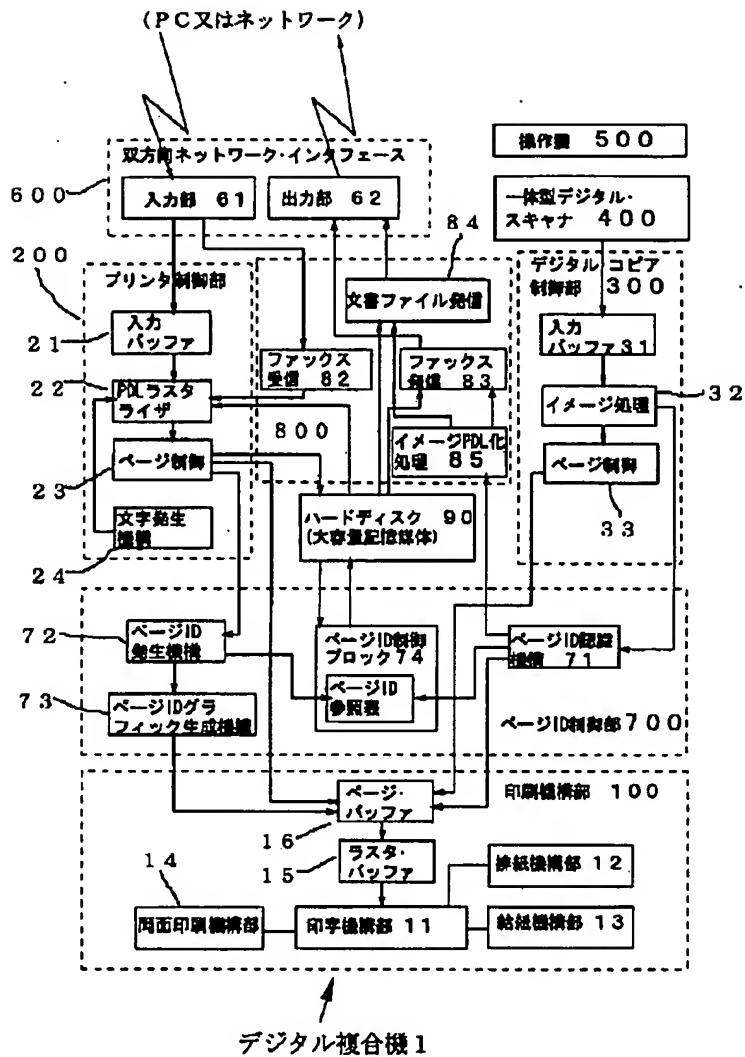 (PC又はネットワーク)
操作盤 500
双方向ネットワーク・インタフェース
600
入力部 61
出力部 62
一体型デジタル・
スキャナ 400
84
200
プリンタ制御部
文書ファイル発信
デジタルコピア
制御部 300
21
入力
バッファ
入力
バッファ31
22
PDLラスタ
ライザ
ファックス
受信 82
ファックス
発信 83
イメージ処理
32
800
イメージPDL化
処理 85
23
ページ制御
ページ制御
33
24
文字発生
機構
ハードディスク 90
(大容量記憶媒体)
72
ページID
発生機構
ページID制御
ブロック74
ページID認識
機構 71
ページID
参照表
73
ページIDグラ
フィック生成機構
ページID制御部700
ページ・
バッファ
印刷機構部 100
16
15
ラスタ・
バッファ
14
排紙機構部 12
両面印刷機構部
印字機構部 11
給紙機構部 13
デジタル複合機1